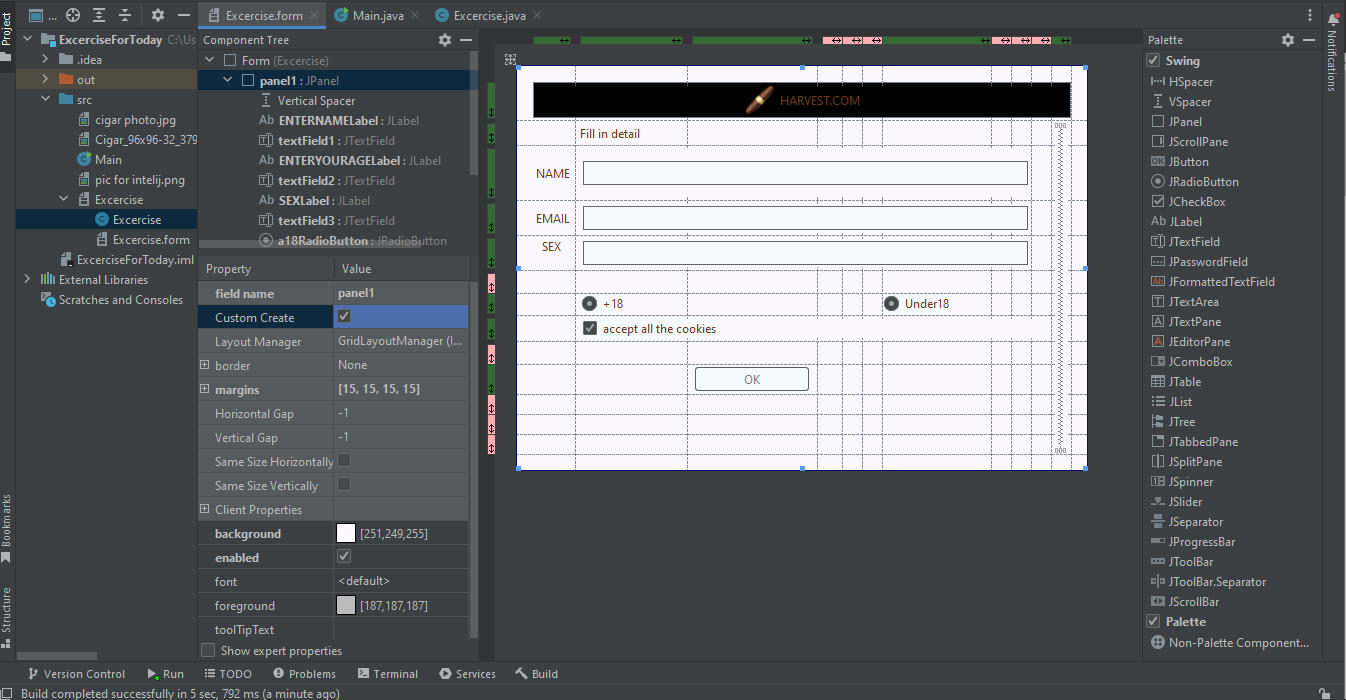 Project
...
Excercise.form
Main.java
Excercise.java
ExcerciseForToday C:\Us
.idea
out
src
cigar photo.jpg
Cigar_96x96-32_379
Main
pic for intelij.png
Excercise
Excercise
Excercise.form
ExcerciseForToday.iml
External Libraries
Scratches and Consoles
Bookmarks
Structure
Component Tree
Form (Excercise)
panel1 : JPanel
Vertical Spacer
Ab ENTERNAMELabel : JLabel
textField1 : JTextField
Ab ENTERYOURAGELabel : JLabel
textField2 : JTextField
Ab SEXLabel : JLabel
textField3 : JTextField
a18RadioButton : JRadioButton
Property Value
field name panel1
Custom Create
Layout Manager GridLayoutManager (I...
border None
margins [15, 15, 15, 15]
Horizontal Gap -1
Vertical Gap -1
Same Size Horizontally
Same Size Vertically
Client Properties
background [251,249,255]
enabled
font <default>
foreground [187,187,187]
toolTipText
Show expert properties
HARVEST.COM
Fill in detail
NAME
EMAIL
SEX
+18 Under18
accept all the cookies
OK
Palette
Swing
HSpacer
VSpacer
JPanel
JScrollPane
OK JButton
JRadioButton
JCheckBox
Ab JLabel
JTextField
JPasswordField
Ab JFormattedTextField
T JTextArea
A JTextPane
A JEditorPane
JComboBox
JTable
JList
JTree
JTabbedPane
JSplitPane
JSpinner
JSlider
JSeparator
JProgressBar
JToolBar
JToolBar.Separator
JScrollBar
Palette
Non-Palette Component...
Notifications
Version Control Run TODO Problems Terminal Services Build
Build completed successfully in 5 sec, 792 ms (a minute ago)